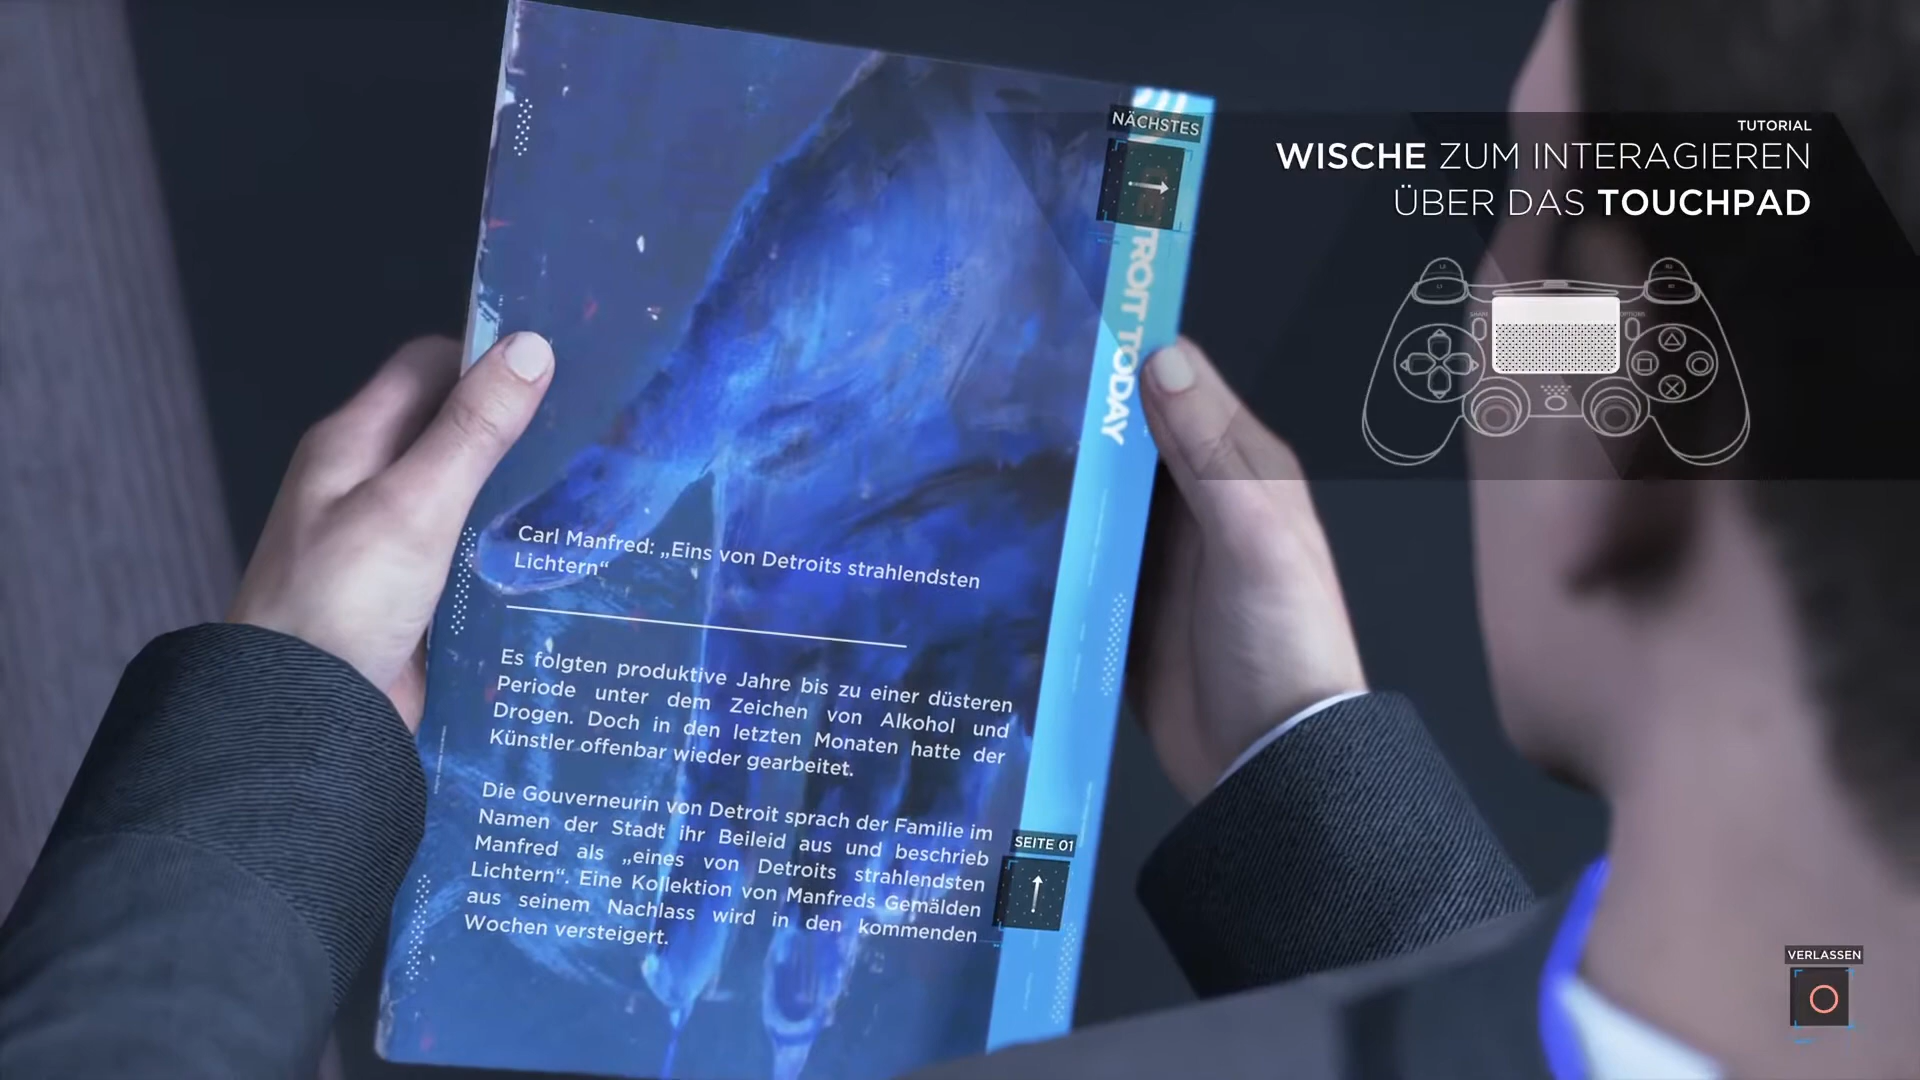 NÄCHSTES
TROIT TODAY
TUTORIAL
WISCHE ZUM INTERAGIEREN
ÜBER DAS TOUCHPAD
Carl Manfred: „Eins von Detroits strahlendsten
Lichtern“
Es folgten produktive Jahre bis zu einer düsteren
Periode unter dem Zeichen von Alkohol und
Drogen. Doch in den letzten Monaten hatte der
Künstler offenbar wieder gearbeitet.
Die Gouverneurin von Detroit sprach der Familie im
Namen der Stadt ihr Beileid aus und beschrieb
Manfred als „eines von Detroits strahlendsten
Lichtern“. Eine Kollektion von Manfreds Gemälden
aus seinem Nachlass wird in den kommenden
Wochen versteigert.
SEITE 01
VERLASSEN